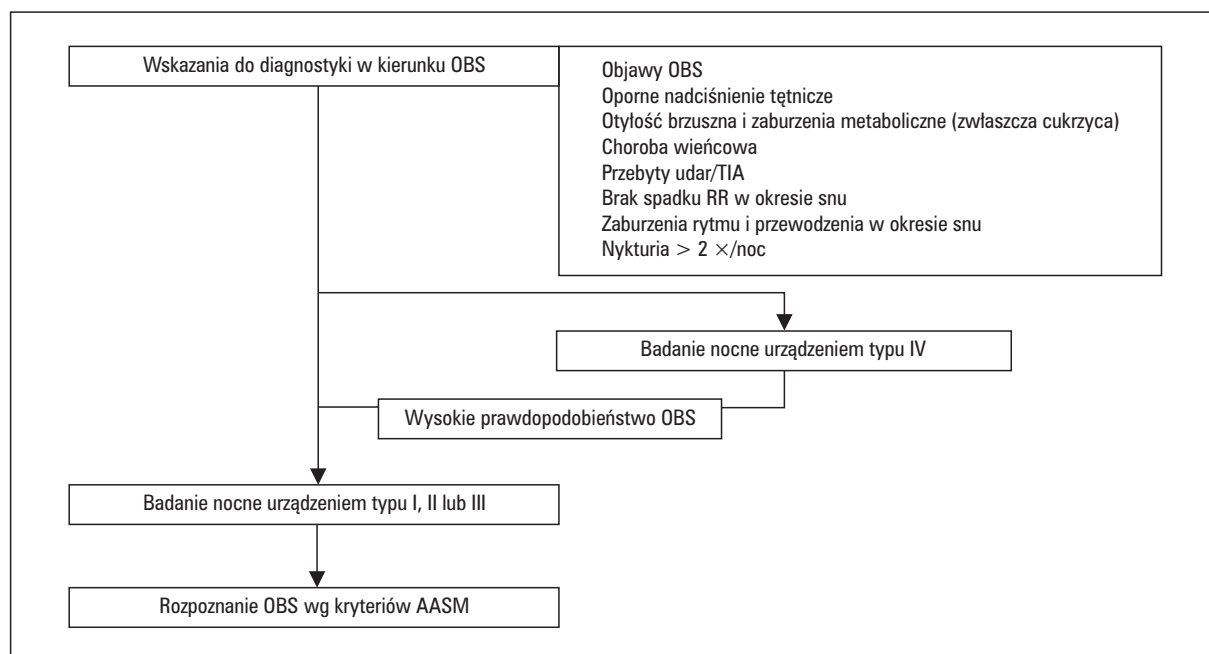 Wskazania do diagnostyki w kierunku OBS
Objawy OBS
Oporne nadciśnienie tętnicze
Otyłość brzuszna i zaburzenia metaboliczne (zwłaszcza cukrzyca)
Choroba wieńcowa
Przebyty udar/TIA
Brak spadku RR w okresie snu
Zaburzenia rytmu i przewodzenia w okresie snu
Nykturia > 2 ×/noc
Badanie nocne urządzeniem typu IV
Wysokie prawdopodobieństwo OBS
Badanie nocne urządzeniem typu I, II lub III
Rozpoznanie OBS wg kryteriów AASM